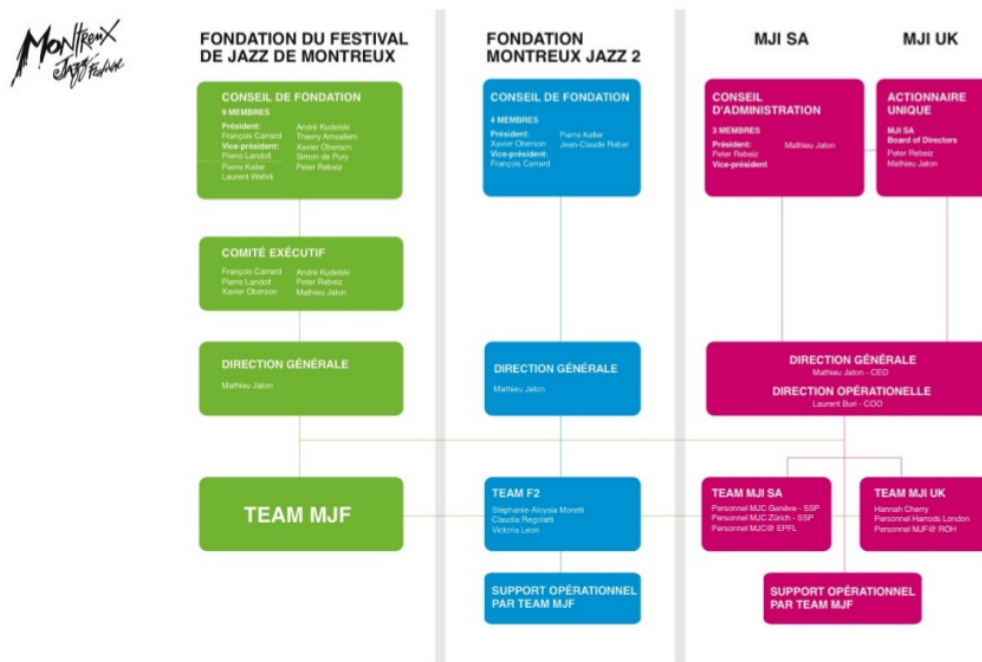 Montreux
Jazz Festival
FONDATION DU FESTIVAL
DE JAZZ DE MONTREUX
CONSEIL DE FONDATION
9 MEMBRES
Président:
François Carrard
Vice-président:
Pierre Landolt
Pierre Keller
Laurent Wehrli
André Kudelski
Thierry Amsallem
Xavier Oberson
Simon de Pury
Peter Rebeiz
COMITÉ EXÉCUTIF
François Carrard
Pierre Landolt
Xavier Oberson
André Kudelski
Peter Rebeiz
Mathieu Jaton
DIRECTION GÉNÉRALE
Mathieu Jaton
TEAM MJF
FONDATION
MONTREUX JAZZ 2
CONSEIL DE FONDATION
4 MEMBRES
Président:
Xavier Oberson
Vice-président:
François Carrard
Pierre Keller
Jean-Claude Reber
DIRECTION GÉNÉRALE
Mathieu Jaton
TEAM F2
Stéphanie-Aloysia Moretti
Claudia Regolatti
Victoria Leon
SUPPORT OPÉRATIONNEL
PAR TEAM MJF
MJI SA
MJI UK
CONSEIL
D'ADMINISTRATION
3 MEMBRES
Président:
Peter Rebeiz
Vice-président
Mathieu Jaton
ACTIONNAIRE
UNIQUE
MJI SA
Board of Directors
Peter Rebeiz
Mathieu Jaton
DIRECTION GÉNÉRALE
Mathieu Jaton - CEO
DIRECTION OPÉRATIONELLE
Laurent Buri - COO
TEAM MJI SA
Personnel MJC Genève - SSP
Personnel MJC Zürich - SSP
Personnel MJC@ EPFL
TEAM MJI UK
Hannah Cherry
Personnel Harrods London
Personnel MJF@ ROH
SUPPORT OPÉRATIONNEL
PAR TEAM MJF